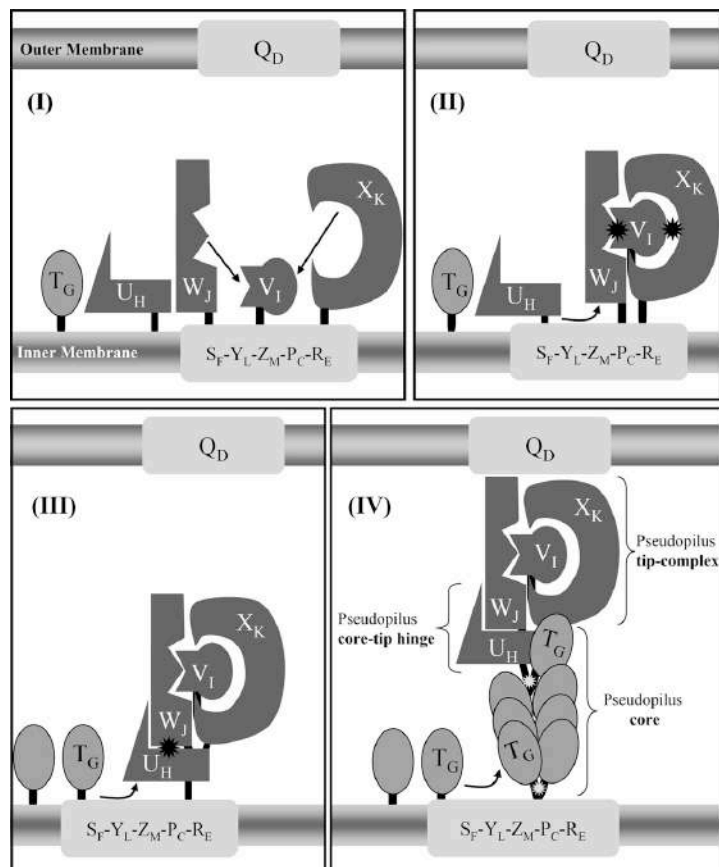 Outer Membrane
Q_D
(I)
X_K
T_G
U_H
W_J
V_I
Inner Membrane
S_F-Y_L-Z_M-P_C-R_E
Q_D
(II)
X_K
V_I
T_G
U_H
W_J
S_F-Y_L-Z_M-P_C-R_E
Q_D
(III)
X_K
V_I
W_J
T_G
U_H
S_F-Y_L-Z_M-P_C-R_E
Q_D
(IV)
X_K
V_I
Pseudopilus
tip-complex
W_J
Pseudopilus
core-tip hinge
U_H
T_G
Pseudopilus
core
T_G
T_G
S_F-Y_L-Z_M-P_C-R_E